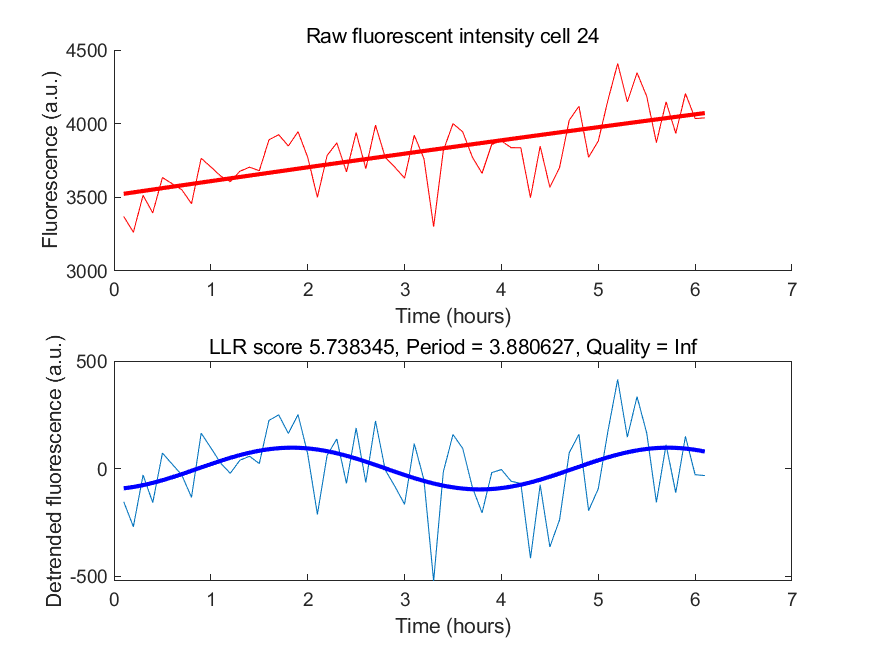 Raw fluorescent intensity cell 24
4500
4000
3500
3000
Fluorescence (a.u.)
0 1 2 3 4 5 6 7
Time (hours)
LLR score 5.738345, Period = 3.880627, Quality = Inf
500
0
-500
Detrended fluorescence (a.u.)
0 1 2 3 4 5 6 7
Time (hours)